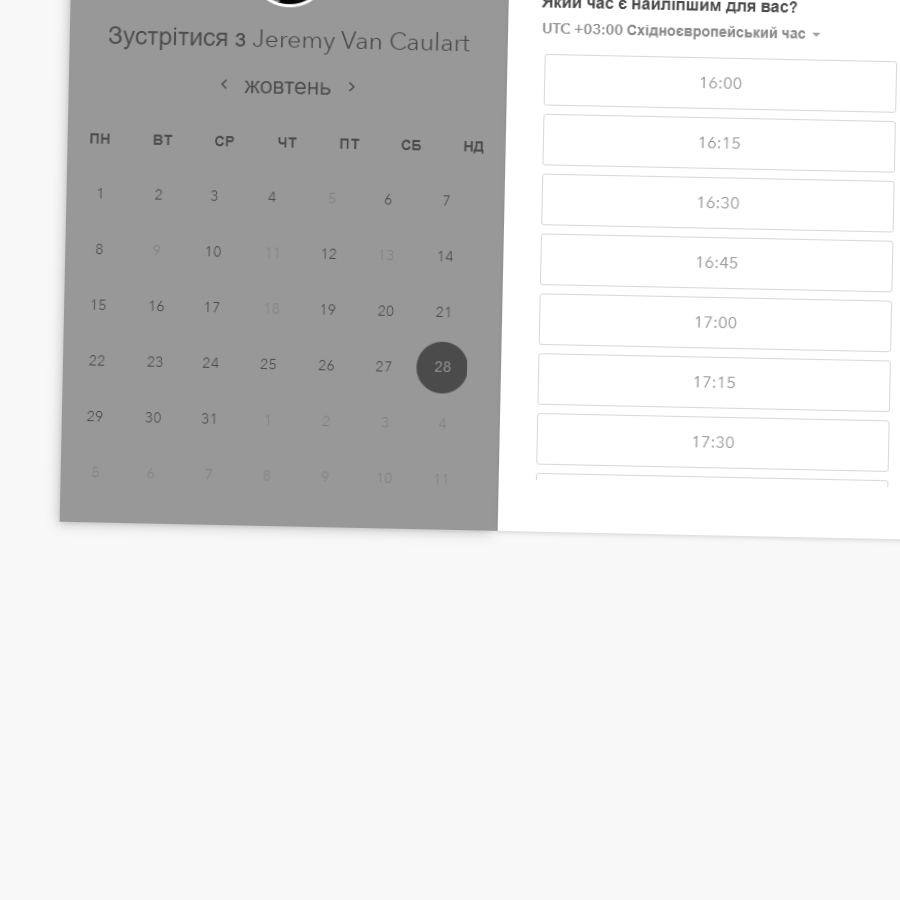 Зустрітися з Jeremy Van Caulart
жовтень
ПН ВТ СР ЧТ ПТ СБ НД
1 2 3 4 5 6 7
8 9 10 11 12 13 14
15 16 17 18 19 20 21
22 23 24 25 26 27 28
29 30 31 1 2 3 4
5 6 7 8 9 10 11
Який час є найліпшим для вас?
UTC +03:00 Східноєвропейський час
16:00
16:15
16:30
16:45
17:00
17:15
17:30